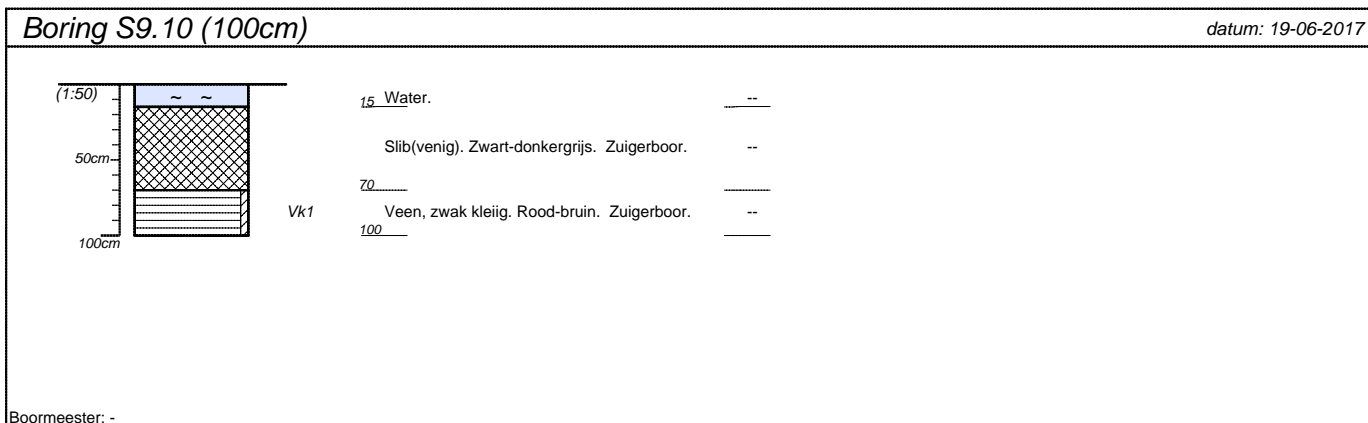 Boring S9.10 (100cm) datum: 19-06-2017
(1:50)
~ ~
15 Water. --
Slib(venig). Zwart-donkergrijs. Zuigerboor. --
50cm
70
Vk1 Veen, zwak kleiig. Rood-bruin. Zuigerboor. --
100
100cm
Boormeester: -